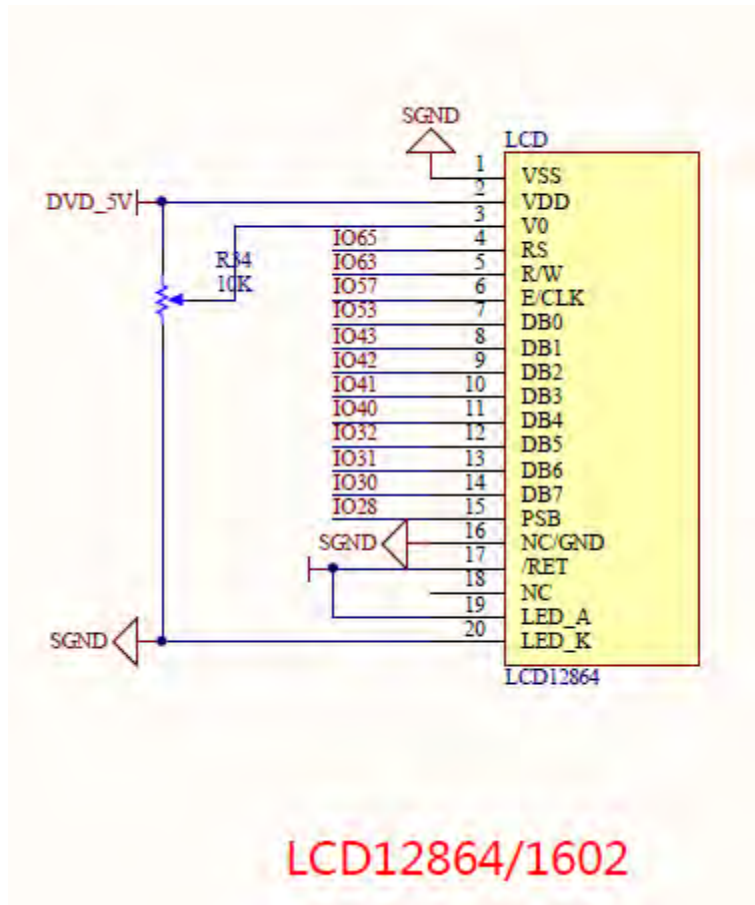 SGND
LCD
1 VSS
DVD_5V 2 VDD
3 V0
IO65 4 RS
R34
IO63 5 R/W
10K
IO57 6 E/CLK
IO53 7 DB0
IO43 8 DB1
IO42 9 DB2
IO41 10 DB3
IO40 11 DB4
IO32 12 DB5
IO31 13 DB6
IO30 14 DB7
IO28 15 PSB
SGND 16 NC/GND
17 /RET
18 NC
19 LED_A
SGND 20 LED_K
LCD12864
LCD12864/1602